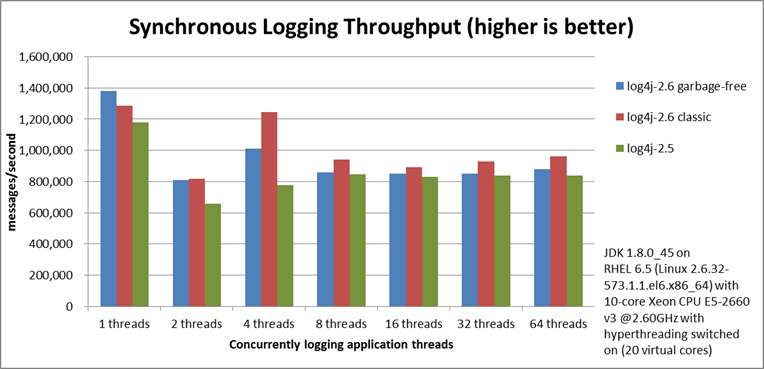 Synchronous Logging Throughput (higher is better)
1,600,000
1,400,000
1,200,000
1,000,000
800,000
600,000
400,000
200,000
0
messages/second
1 threads
2 threads
4 threads
8 threads
16 threads
32 threads
64 threads
Concurrently logging application threads
log4j-2.6 garbage-free
log4j-2.6 classic
log4j-2.5
JDK 1.8.0_45 on
RHEL 6.5 (Linux 2.6.32-
573.1.1.el6.x86_64) with
10-core Xeon CPU E5-2660
v3 @2.60GHz with
hyperthreading switched
on (20 virtual cores)